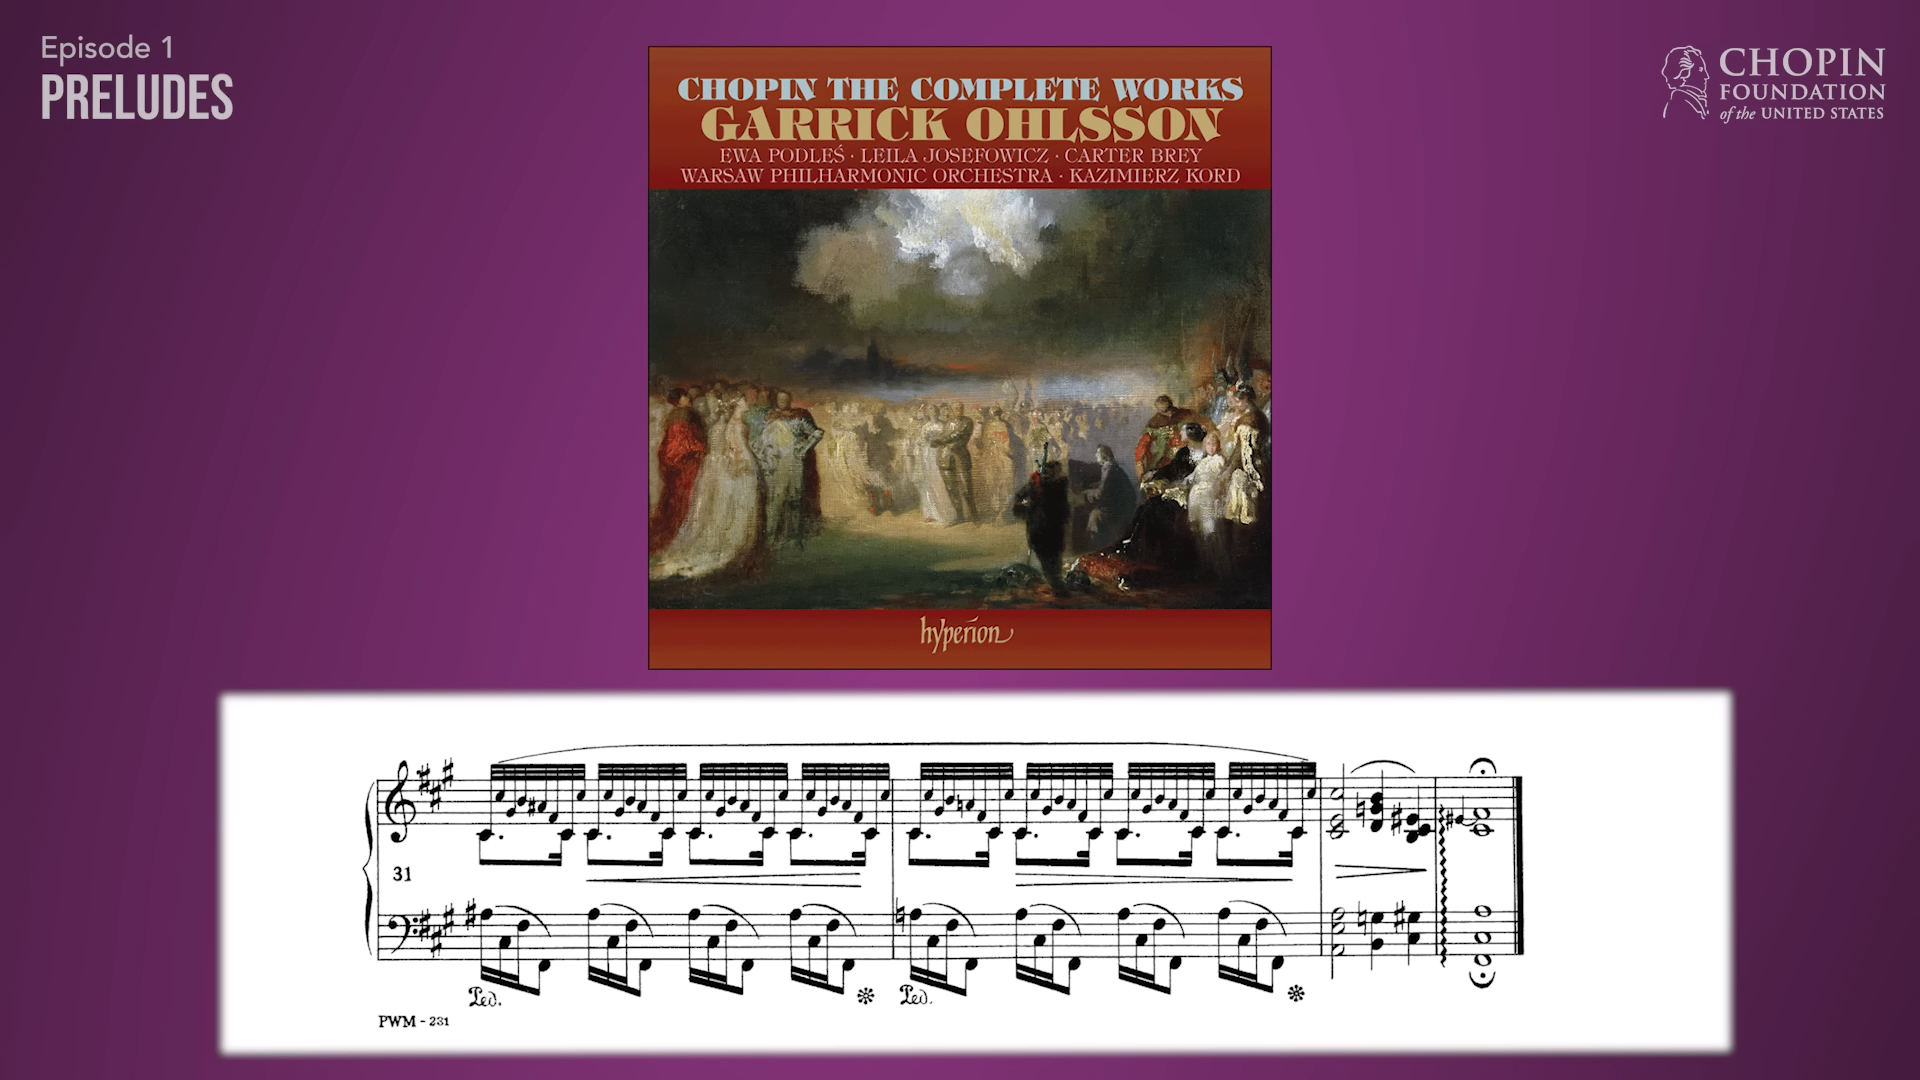 Episode 1
PRELUDES
CHOPIN THE COMPLETE WORKS
GARRICK OHLSSON
EWA PODLEŚ · LEILA JOSEFOWICZ · CARTER BREY
WARSAW PHILHARMONIC ORCHESTRA · KAZIMIERZ KORD
hyperion
CHOPIN
FOUNDATION
of the UNITED STATES
31
Ped.
Ped.
PWM - 231